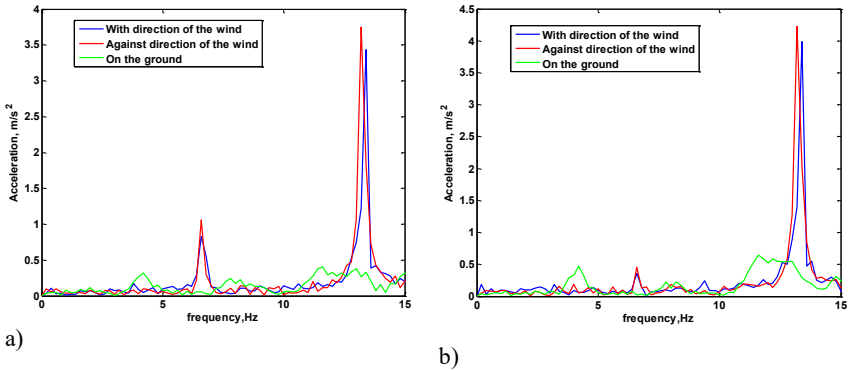 4
3.5
3
2.5
2
1.5
1
0.5
0
0 5 10 15
frequency,Hz
Acceleration, m/s²
With direction of the wind
Against direction of the wind
On the ground
a)
4.5
4
3.5
3
2.5
2
1.5
1
0.5
0
0 5 10 15
frequency,Hz
Acceleration, m/s²
With direction of the wind
Against direction of the wind
On the ground
b)